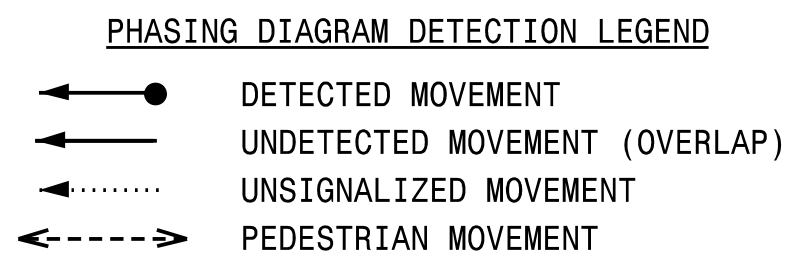 PHASING DIAGRAM DETECTION LEGEND
DETECTED MOVEMENT
UNDETECTED MOVEMENT (OVERLAP)
UNSIGNALIZED MOVEMENT
PEDESTRIAN MOVEMENT